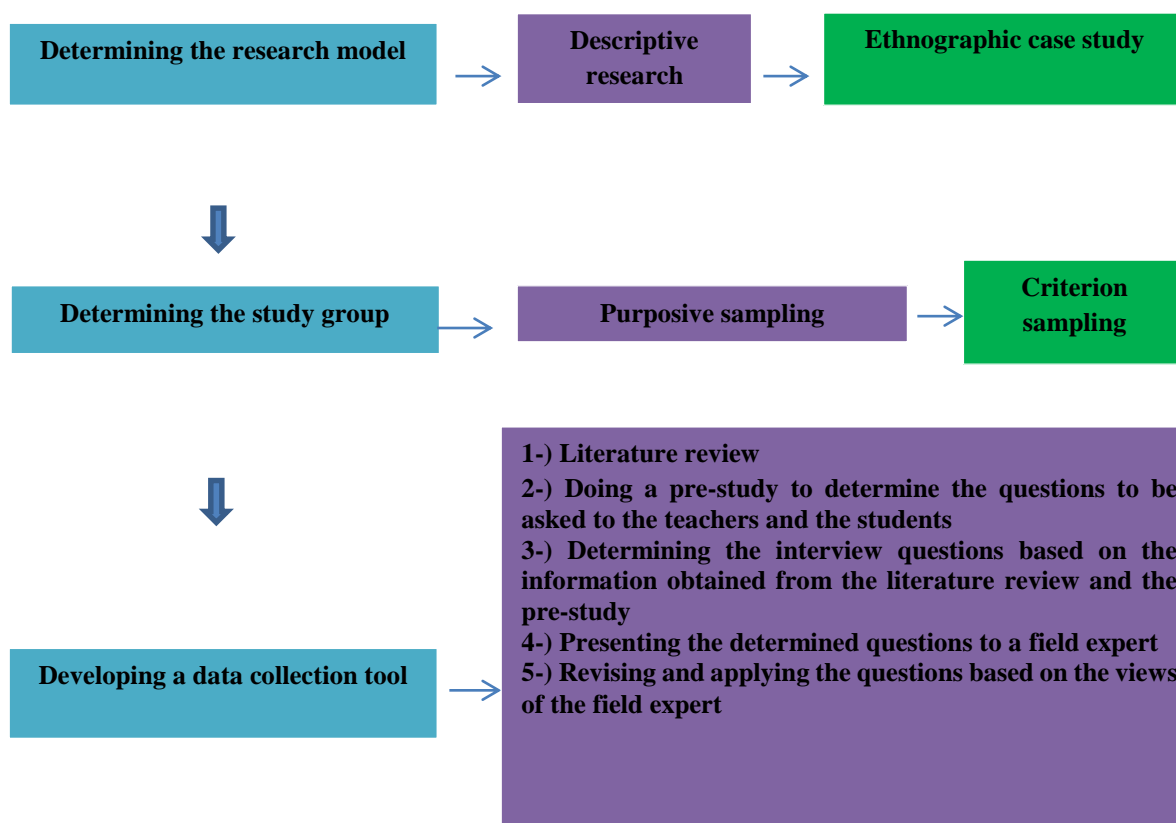 Determining the research model
Descriptive
research
Ethnographic case study
Determining the study group
Purposive sampling
Criterion
sampling
Developing a data collection tool
1-) Literature review
2-) Doing a pre-study to determine the questions to be
asked to the teachers and the students
3-) Determining the interview questions based on the
information obtained from the literature review and the
pre-study
4-) Presenting the determined questions to a field expert
5-) Revising and applying the questions based on the views
of the field expert